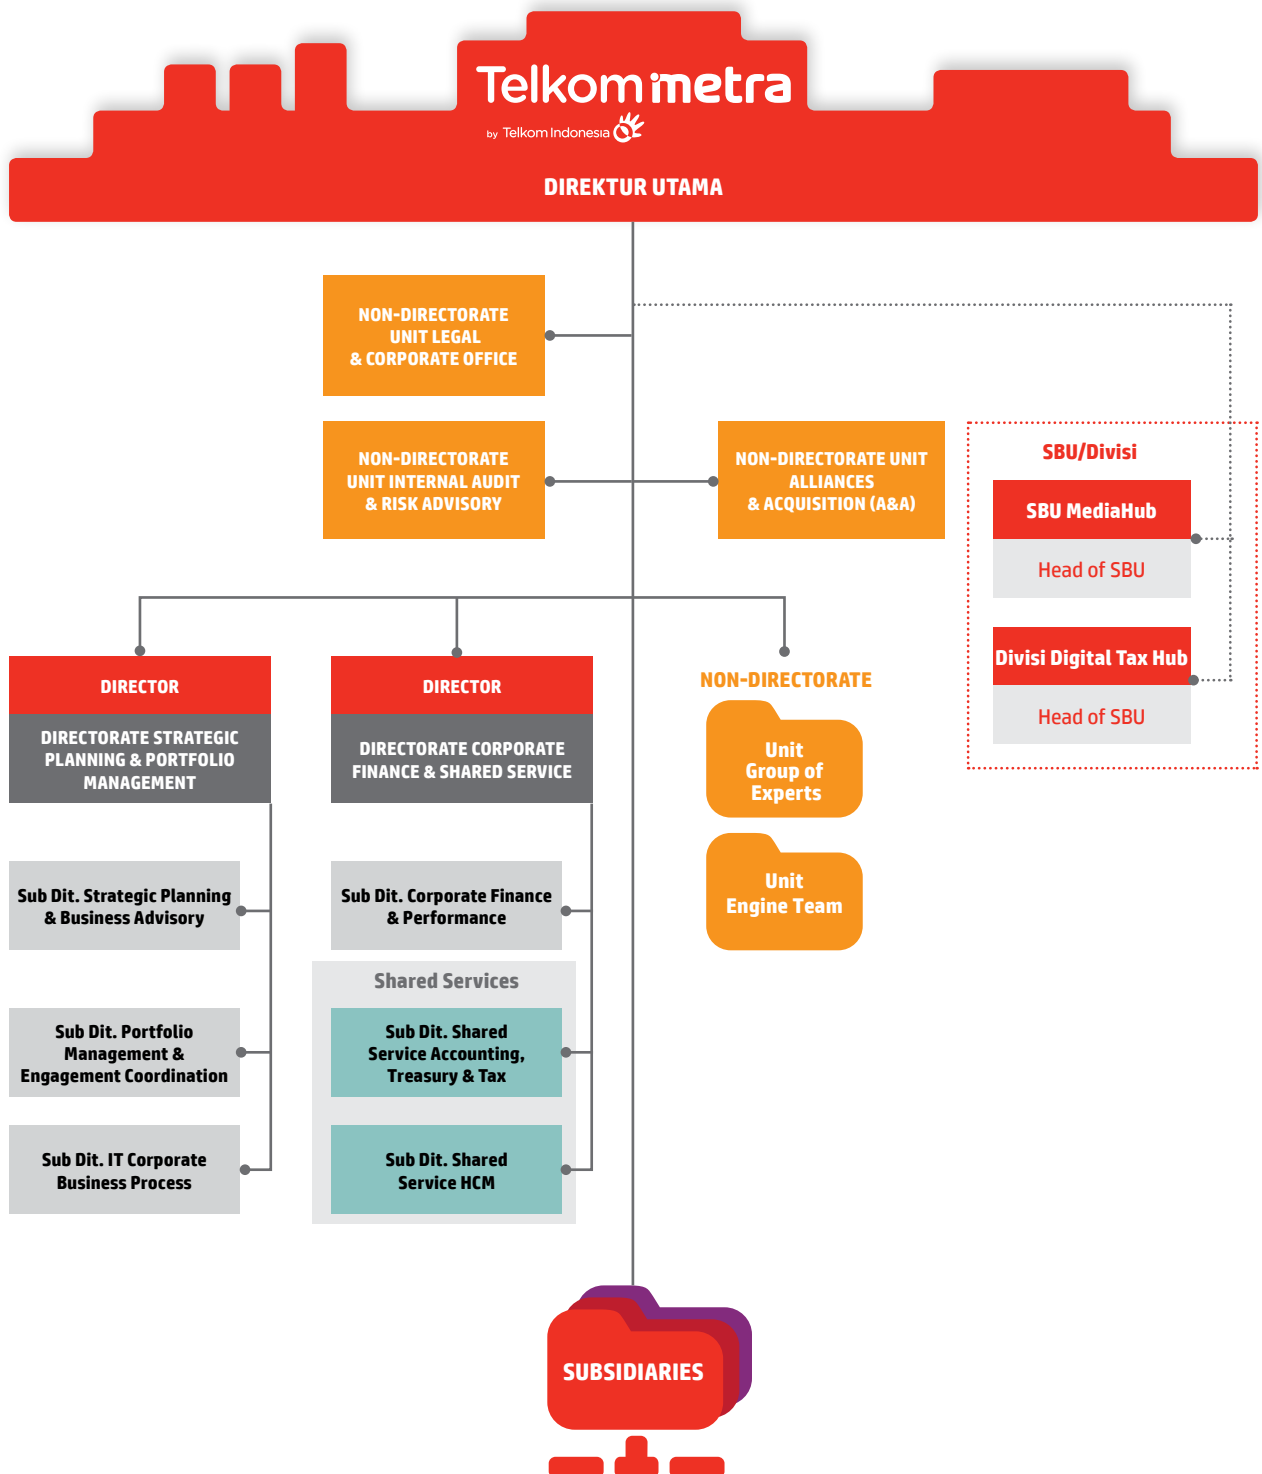 Telkom metra
by Telkom Indonesia
DIREKTUR UTAMA
NON-DIRECTORATE
UNIT LEGAL
& CORPORATE OFFICE
NON-DIRECTORATE
UNIT INTERNAL AUDIT
& RISK ADVISORY
NON-DIRECTORATE UNIT
ALLIANCES
& ACQUISITION (A&A)
SBU/Divisi
SBU MediaHub
Head of SBU
Divisi Digital Tax Hub
Head of SBU
DIRECTOR
DIRECTORATE STRATEGIC
PLANNING & PORTFOLIO
MANAGEMENT
Sub Dit. Strategic Planning
& Business Advisory
Sub Dit. Portfolio
Management &
Engagement Coordination
Sub Dit. IT Corporate
Business Process
DIRECTOR
DIRECTORATE CORPORATE
FINANCE & SHARED SERVICE
Sub Dit. Corporate Finance
& Performance
Shared Services
Sub Dit. Shared
Service Accounting,
Treasury & Tax
Sub Dit. Shared
Service HCM
NON-DIRECTORATE
Unit
Group of
Experts
Unit
Engine Team
SUBSIDIARIES